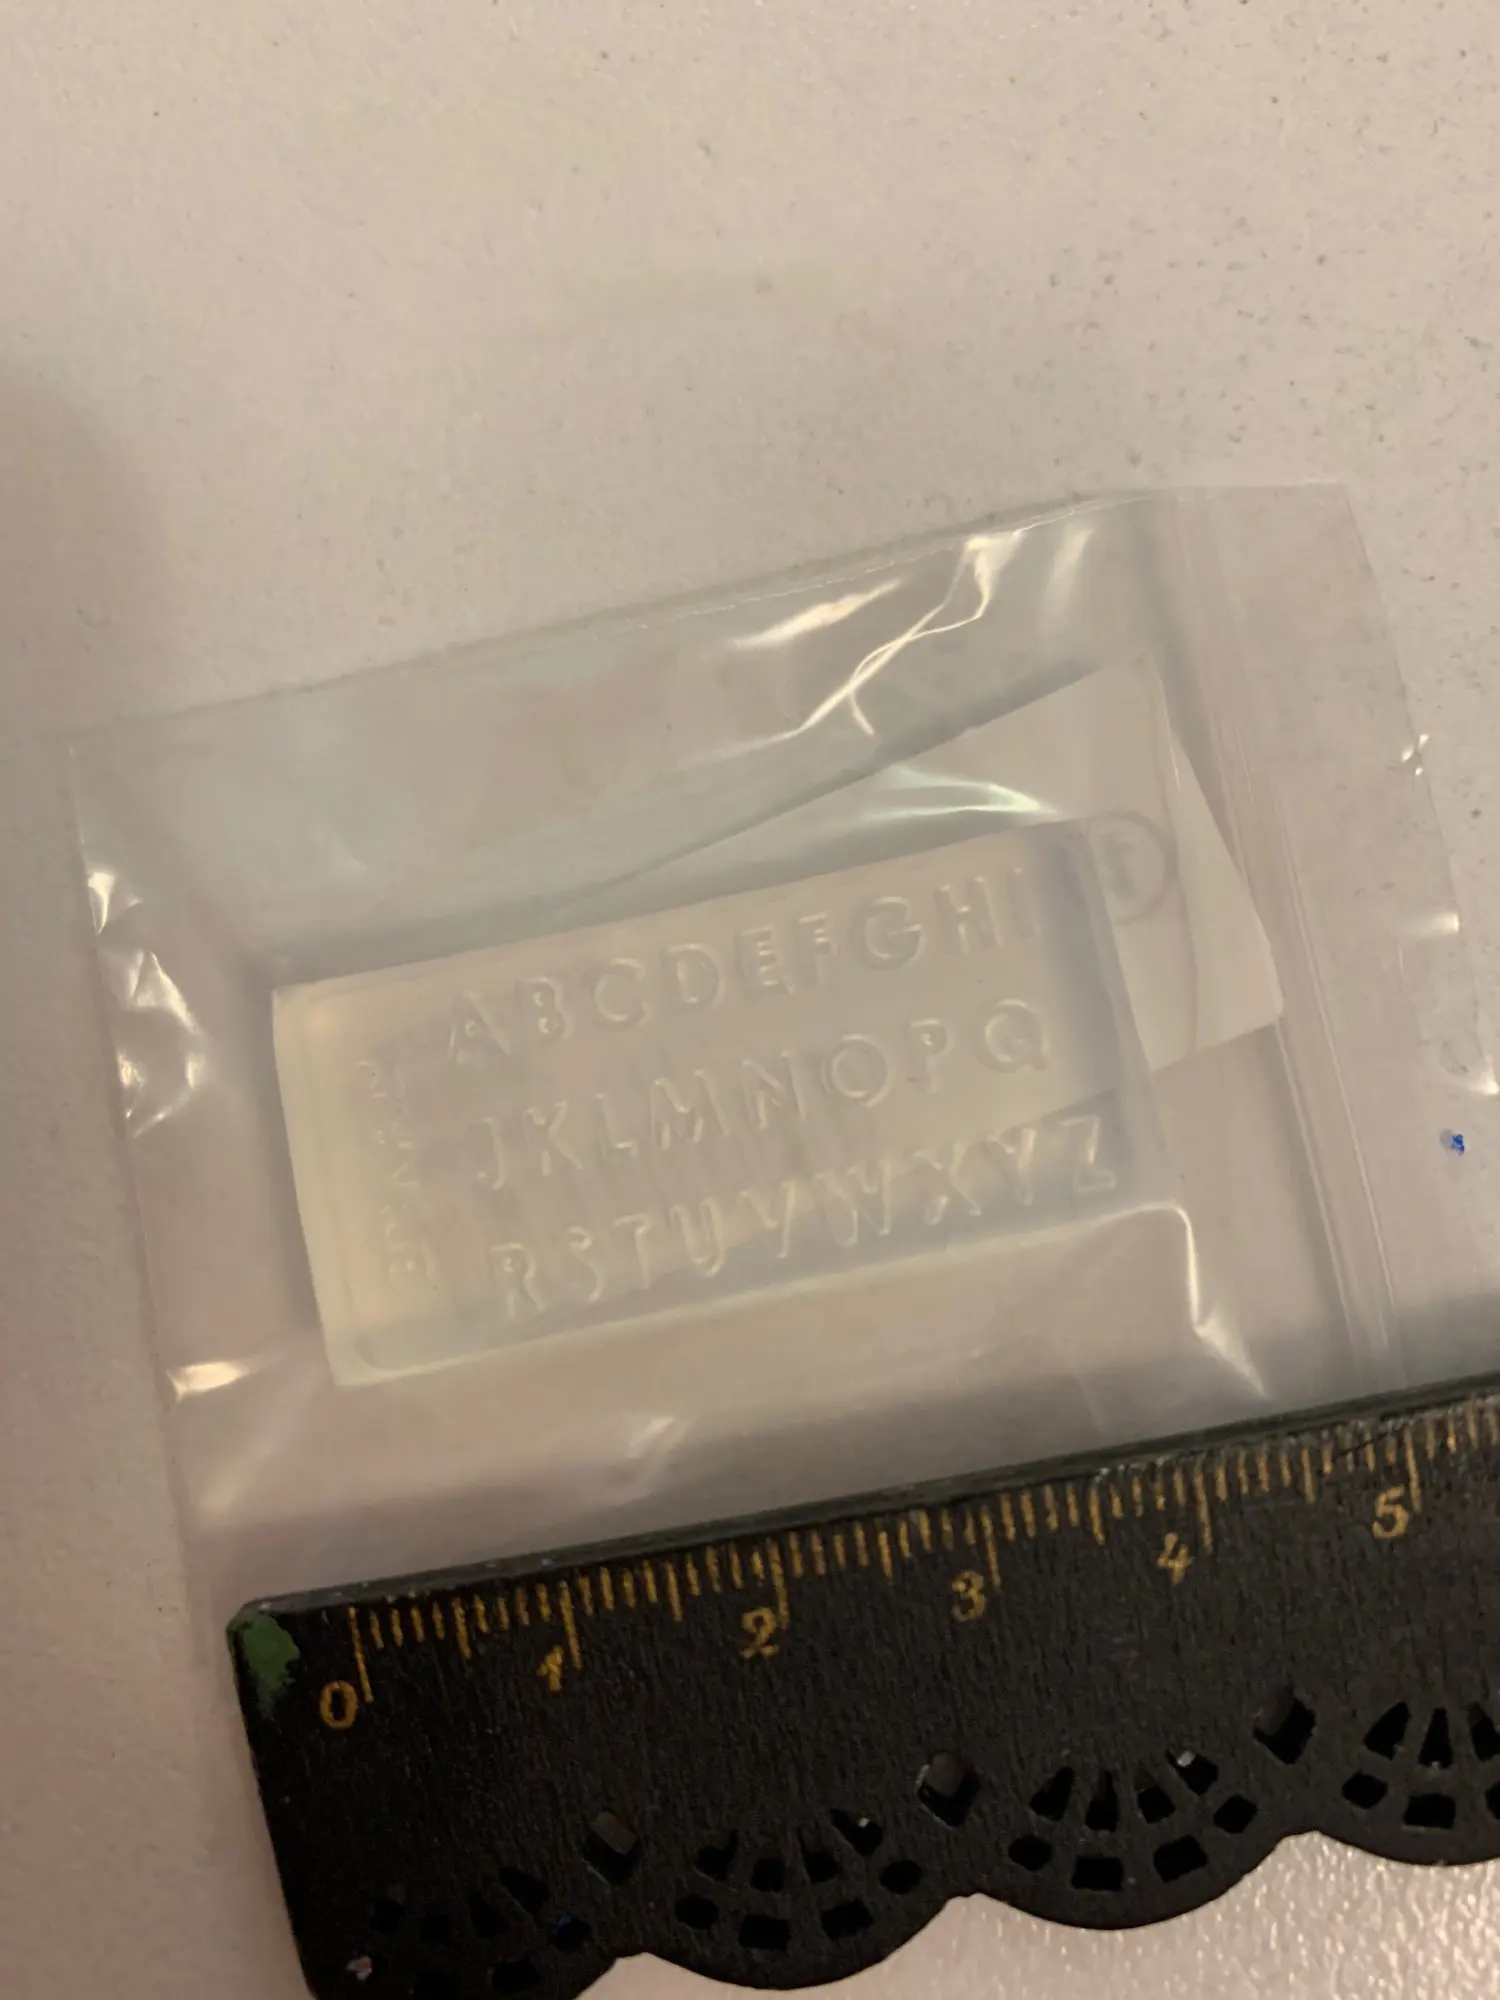 ABCDEFGHI
JKLMNOPQ
RSTUVWXYZ
0 1 2 3 4 5